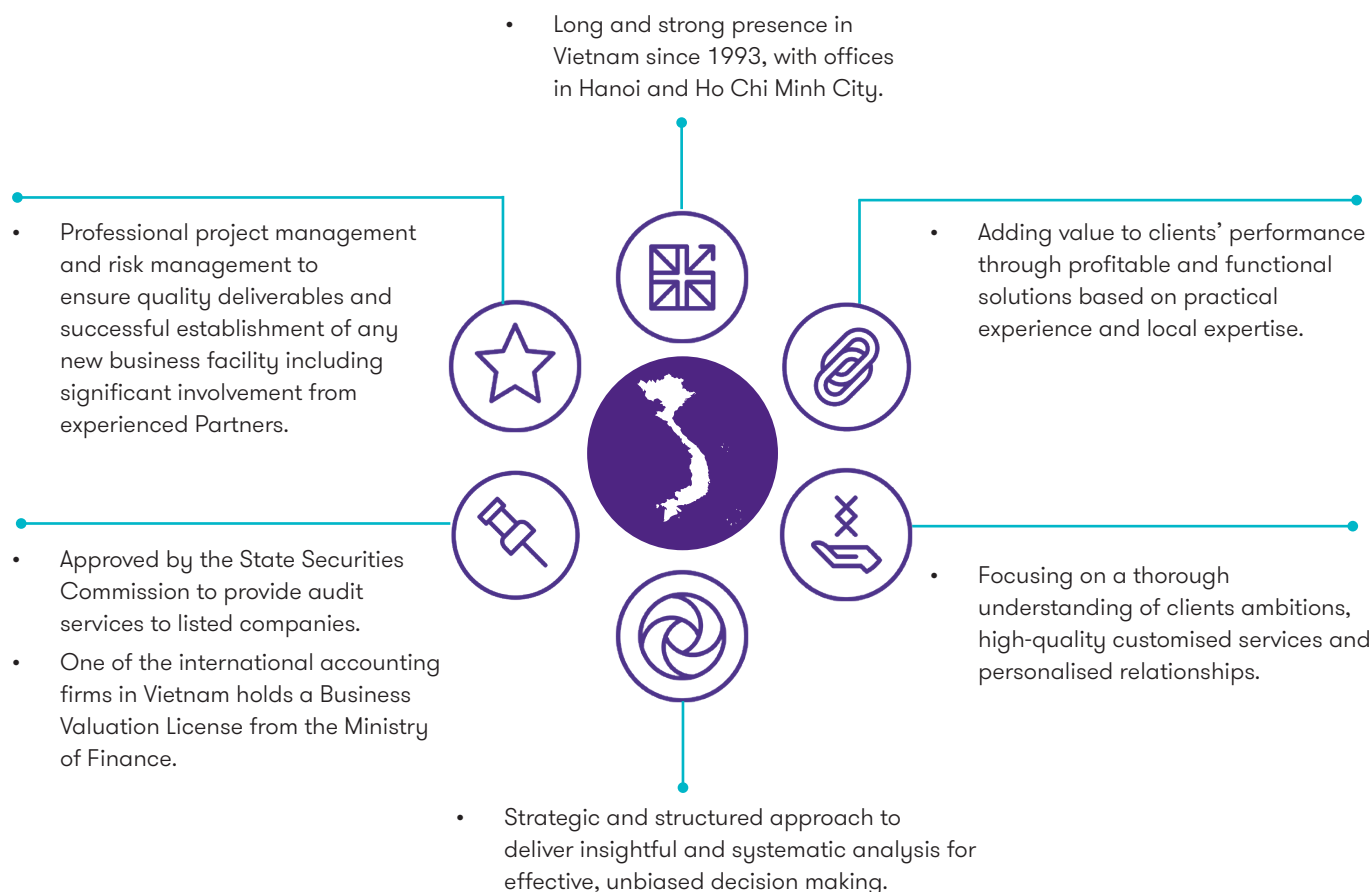 • Long and strong presence in
Vietnam since 1993, with offices
in Hanoi and Ho Chi Minh City.
• Professional project management
and risk management to
ensure quality deliverables and
successful establishment of any
new business facility including
significant involvement from
experienced Partners.
• Adding value to clients’ performance
through profitable and functional
solutions based on practical
experience and local expertise.
• Approved by the State Securities
Commission to provide audit
services to listed companies.
• One of the international accounting
firms in Vietnam holds a Business
Valuation License from the Ministry
of Finance.
• Focusing on a thorough
understanding of clients ambitions,
high-quality customised services and
personalised relationships.
• Strategic and structured approach to
deliver insightful and systematic analysis for
effective, unbiased decision making.